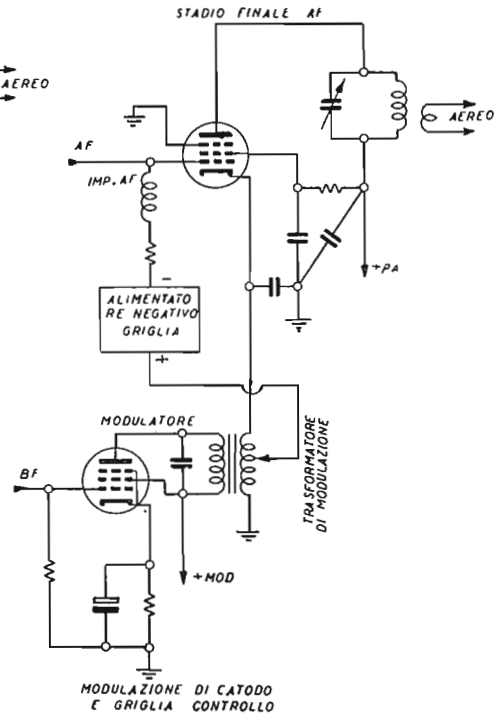 STADIO FINALE RF
AEREO
AEREO
AF
IMP. AF
+PA
-
ALIMENTATO
RE NEGATIVO
GRIGLIA
+
MODULATORE
BF
TRASFORMATORE
DI MODULAZIONE
+MOD
MODULAZIONE DI CATODO
E GRIGLIA CONTROLLO